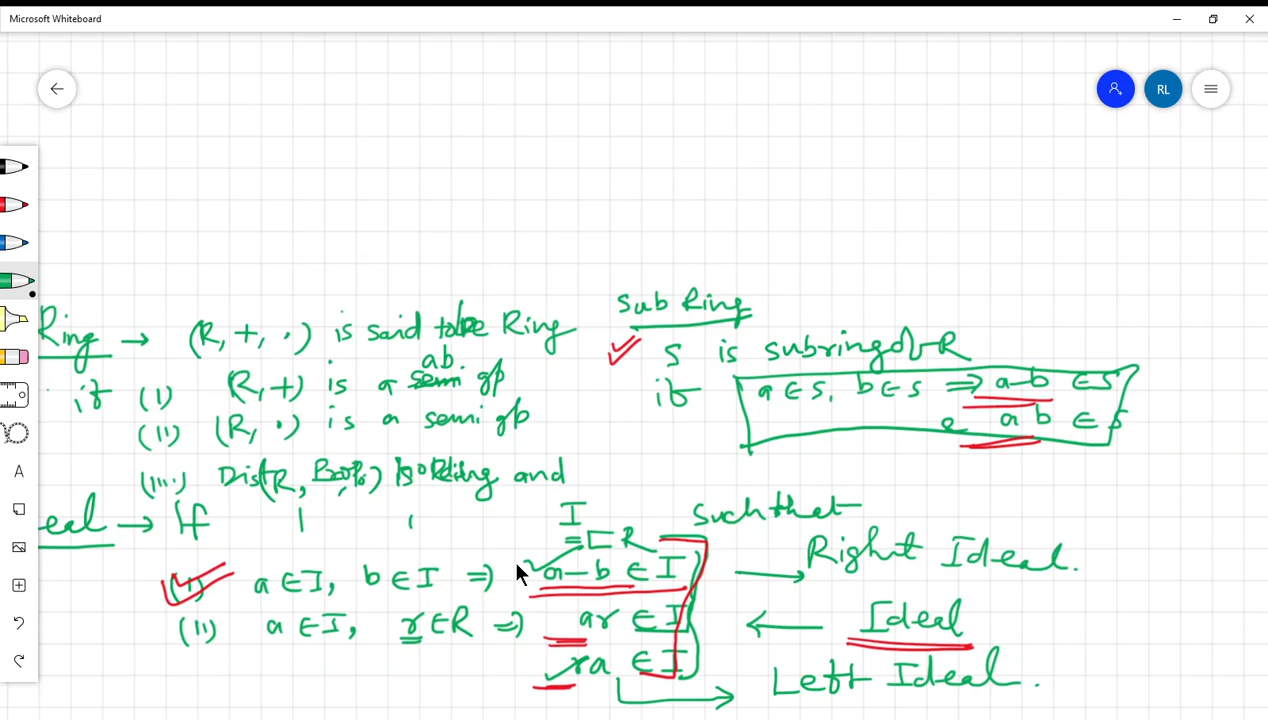 Microsoft Whiteboard
RL
Sub Ring
Ring → (R, +, ·) is said to be Ring
S is subring of R
if (i) (R, +) is a ab. gp
if a ∈ S, b ∈ S ⇒ a-b ∈ S
(ii) (R, ·) is a semi gp
a b ∈ S
(iii) Dist. and
eal → If I ⊆ R Such that
Right Ideal.
(i) a ∈ I, b ∈ I ⇒ a-b ∈ I
(ii) a ∈ I, r ∈ R ⇒ ar ∈ I
Ideal
ra ∈ I
Left Ideal.
A